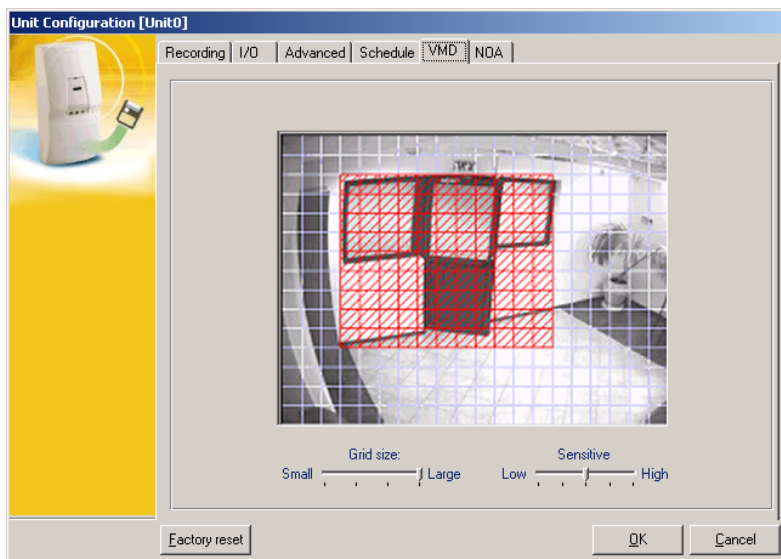 Unit Configuration [Unit0]
Recording I/O Advanced Schedule VMD NOA
Grid size:
Small Large
Sensitive
Low High
Factory reset OK Cancel